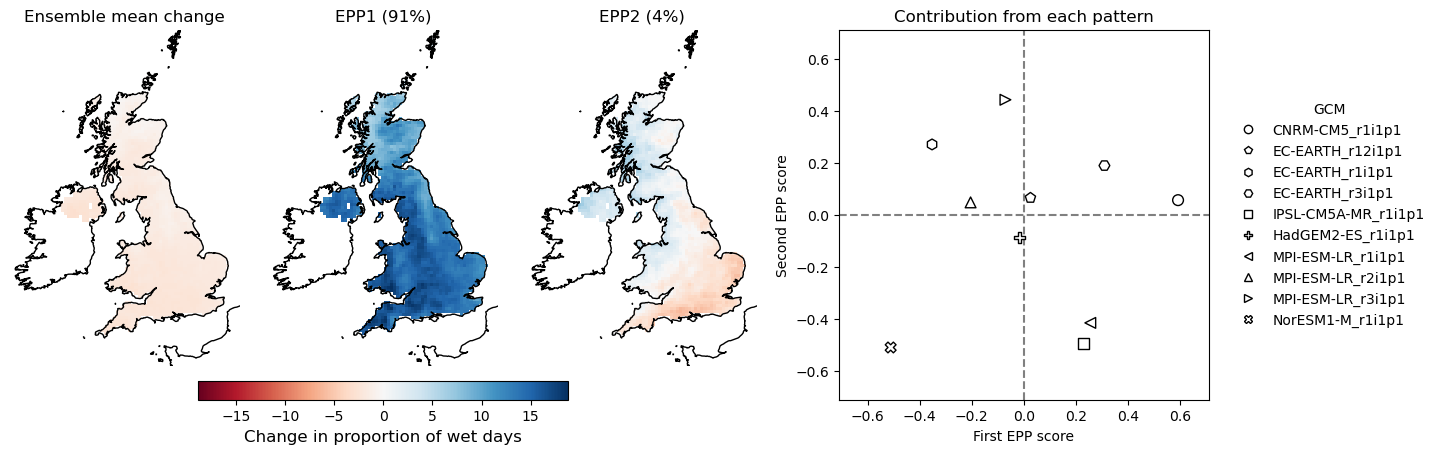 Ensemble mean change
EPP1 (91%)
EPP2 (4%)
Contribution from each pattern
−15 −10 −5 0 5 10 15
Change in proportion of wet days
0.6
0.4
0.2
0.0
−0.2
−0.4
−0.6
Second EPP score
−0.6 −0.4 −0.2 0.0 0.2 0.4 0.6
First EPP score
GCM
CNRM-CM5_r1i1p1
EC-EARTH_r12i1p1
EC-EARTH_r1i1p1
EC-EARTH_r3i1p1
IPSL-CM5A-MR_r1i1p1
HadGEM2-ES_r1i1p1
MPI-ESM-LR_r1i1p1
MPI-ESM-LR_r2i1p1
MPI-ESM-LR_r3i1p1
NorESM1-M_r1i1p1